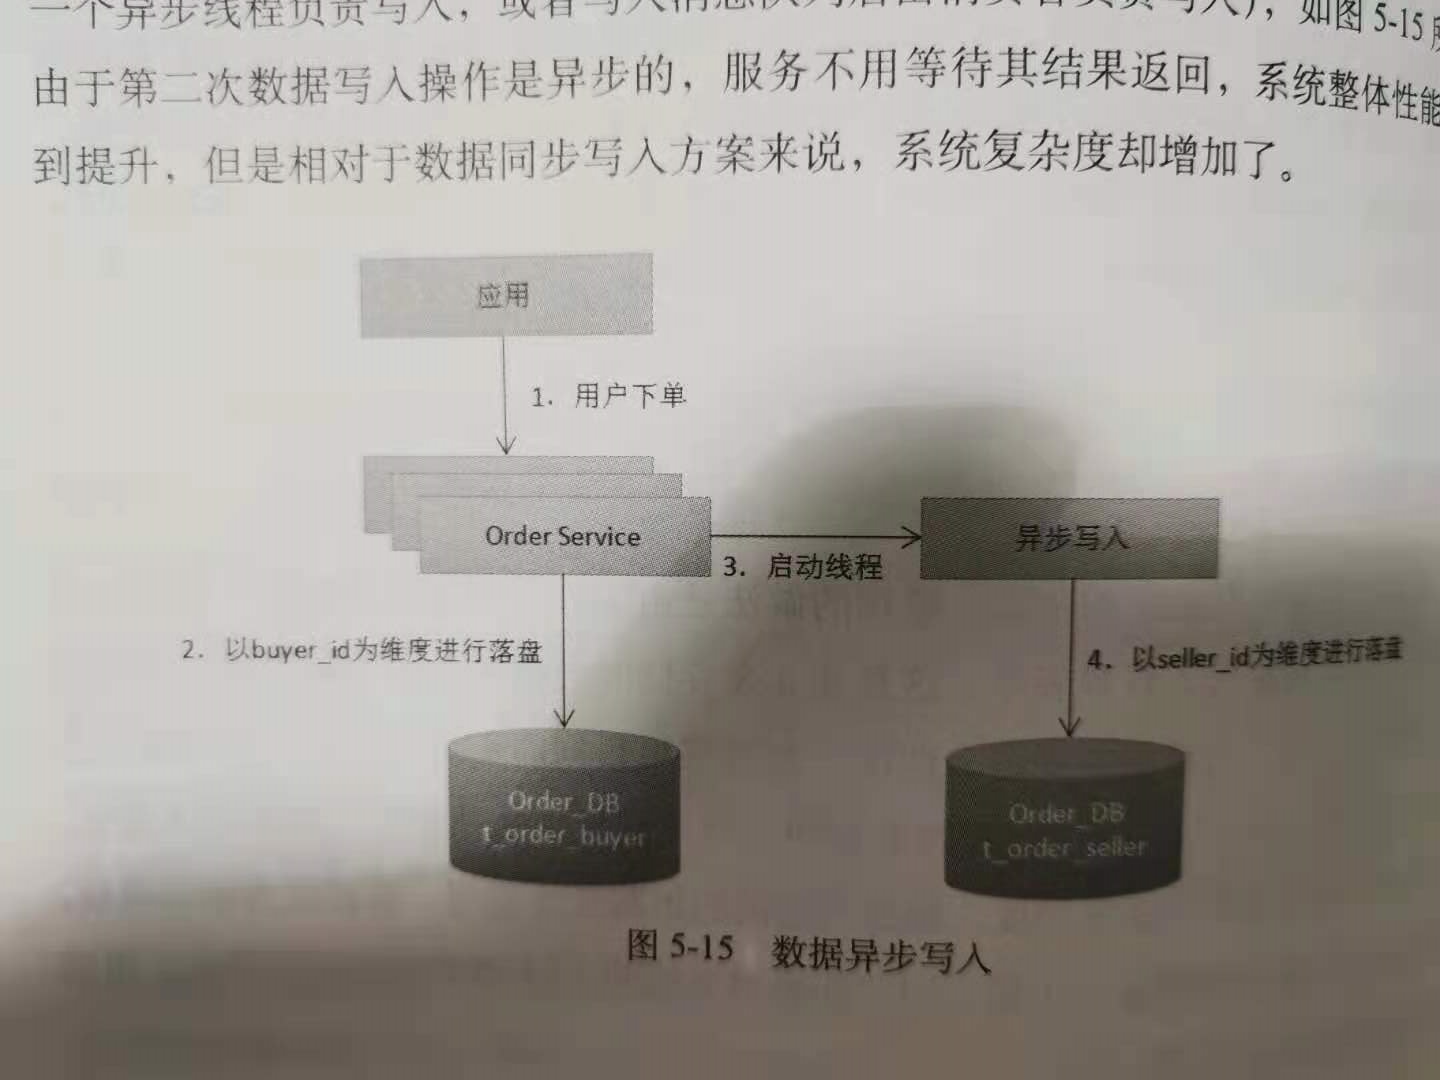 一个异步线程负责写入，或者写入消息队列后由消费者负责写入），如图 5-15
由于第二次数据写入操作是异步的，服务不用等待其结果返回，系统整体性能
到提升，但是相对于数据同步写入方案来说，系统复杂度却增加了。
应用
1. 用户下单
Order Service
异步写入
3. 启动线程
2. 以buyer_id为维度进行落盘
4. 以seller_id为维度进行落盘
Order_DB
t_order_buyer
Order_DB
t_order_seller
图 5-15 数据异步写入